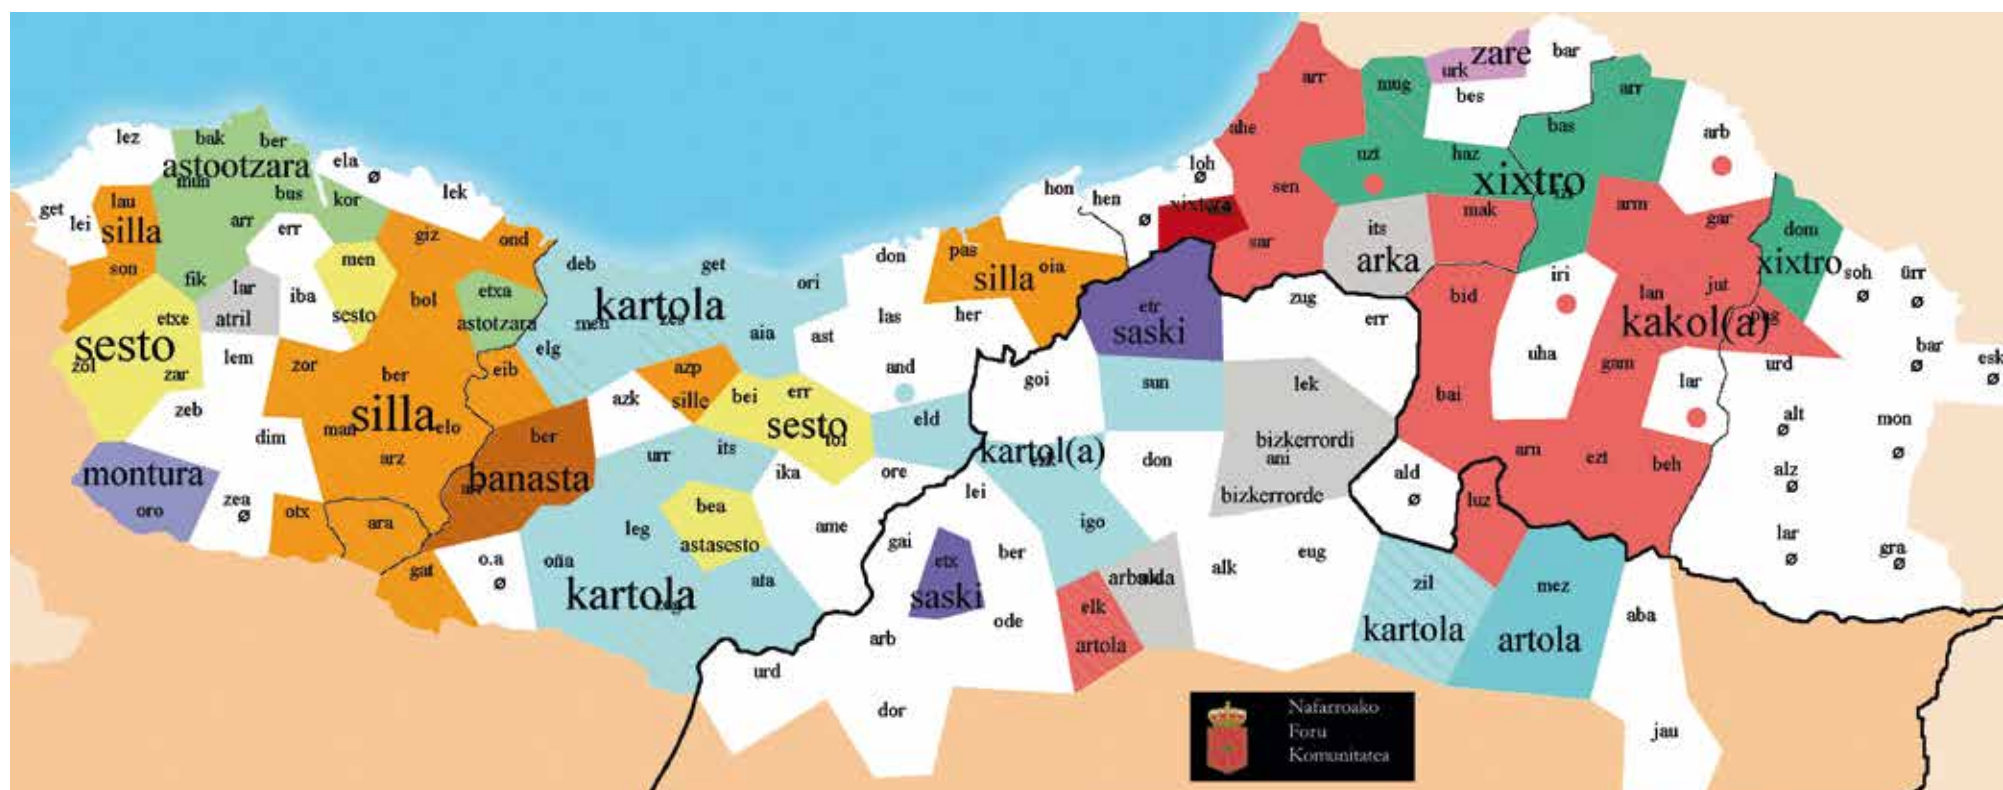 zare
bar
urk
bes
arr
mug
arr
lez
bak
ber
ahe
bas
arb
astootzara
mun
ela
Ø
uzt
haz
xixtro
loh
Ø
lau
bus
kor
lek
hon
hen
Ø
sen
get
lei
silla
arr
err
giz
ond
mak
arm
gar
its
arka
sar
dom
xixtro
son
men
pas
silla
oia
don
deb
get
ori
kartola
fik
lar
atril
iba
bol
etxa
astotzara
sesto
etxe
sesto
zol
zar
lem
zor
ber
silla
man
elo
arz
eib
elg
aia
ast
las
her
etr
saski
zug
err
bid
iri
lan
jut
kakol(a)
soh
Ø
ürr
Ø
bar
Ø
esk
Ø
uha
gam
lar
urd
azp
sille
bei
err
and
goi
sun
lek
bai
zeb
dim
azk
sesto
eld
kartol(a)
don
bizkerrordi
ani
bizkerrorde
alt
Ø
mon
Ø
montura
oro
ber
banasta
urr
its
ika
ore
lei
ald
Ø
luz
arn
ezt
beh
alz
Ø
zea
Ø
otx
ara
gat
o.a
Ø
oña
leg
bea
astasesto
ame
gai
ber
igo
lar
Ø
gra
Ø
kartola
ata
etx
saski
ode
arb
elk
artola
alk
eug
zil
kartola
mez
artola
aba
urd
dor
jau
Nafarroako
Foru
Komunitatea